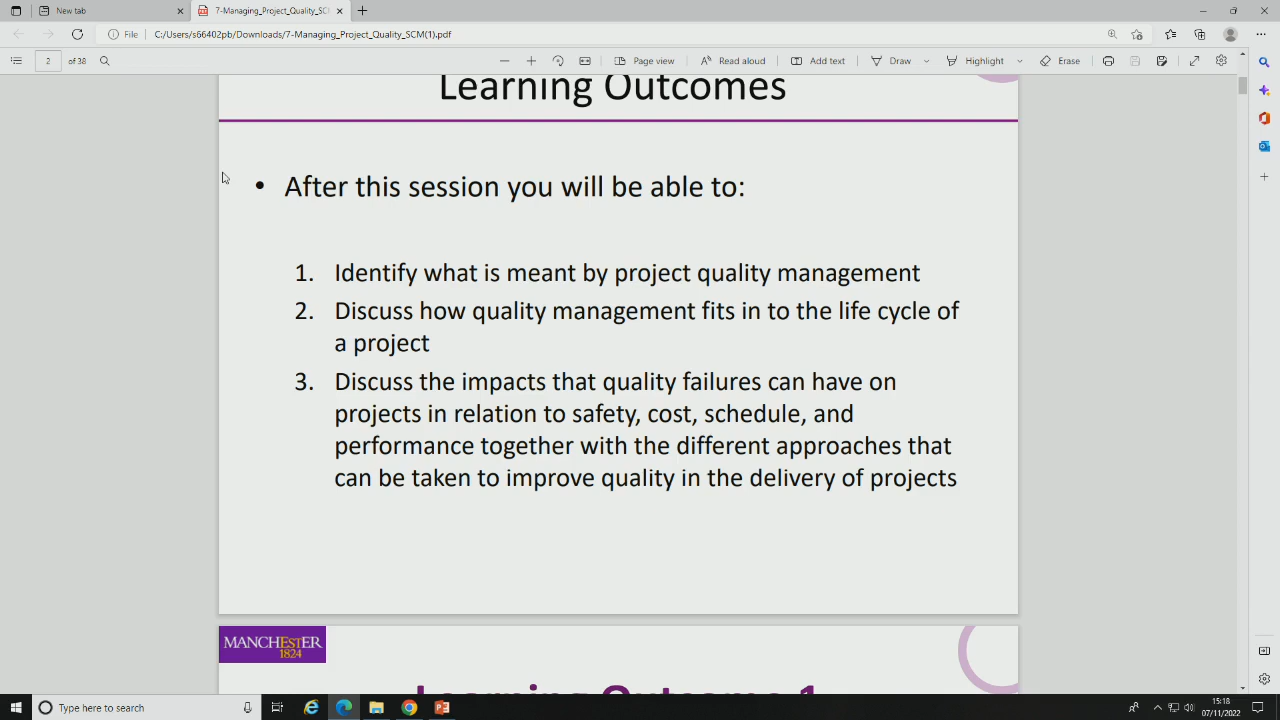 New tab
7-Managing_Project_Quality_SC
File
C:/Users/s66402pb/Downloads/7-Managing_Project_Quality_SCM(1).pdf
2 of 38
Page view
Read aloud
Add text
Draw
Highlight
Erase
Learning Outcomes
• After this session you will be able to:
1. Identify what is meant by project quality management
2. Discuss how quality management fits in to the life cycle of
a project
3. Discuss the impacts that quality failures can have on
projects in relation to safety, cost, schedule, and
performance together with the different approaches that
can be taken to improve quality in the delivery of projects
MANCHESTER
1824
Learning Outcome 1
Type here to search
15:18
07/11/2022